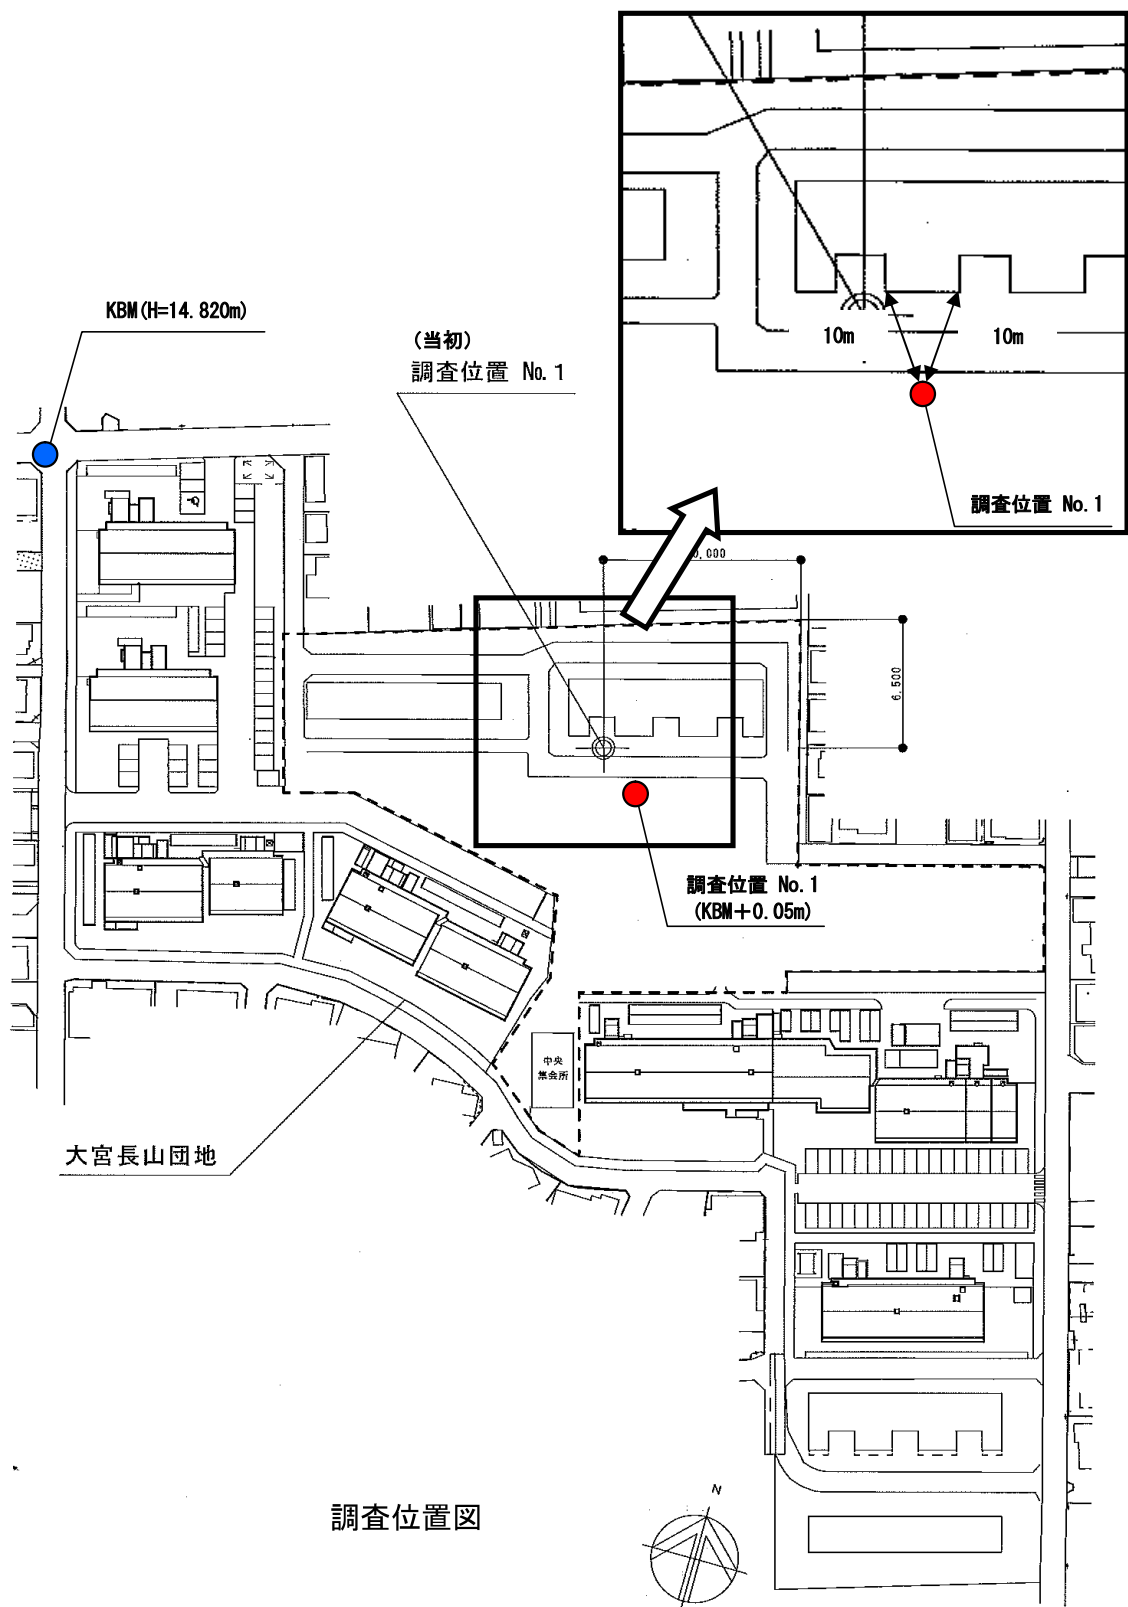 KBM(H=14.820m)
(当初)
調査位置 No.1
10m
10m
調査位置 No.1
6,500
調査位置 No.1
(KBM+0.05m)
中央
集会所
大宮長山団地
調査位置図
N